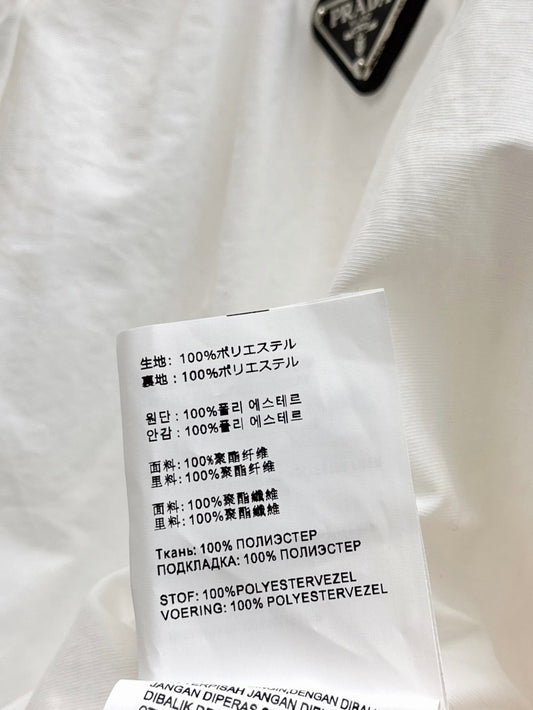 PRADA
生地: 100%ポリエステル
裏地 : 100%ポリエステル
원단 : 100%폴리 에스테르
안감 : 100%폴리 에스테르
面料: 100%聚酯纤维
里料: 100%聚酯纤维
面料: 100%聚酯纖維
里料: 100%聚酯纖維
Ткань: 100% ПОЛИЭСТЕР
ПОДКЛАДКА: 100% ПОЛИЭСТЕР
STOF: 100%POLYESTERVEZEL
VOERING: 100% POLYESTERVEZEL
JANGAN DIPERAS
DIBALIK